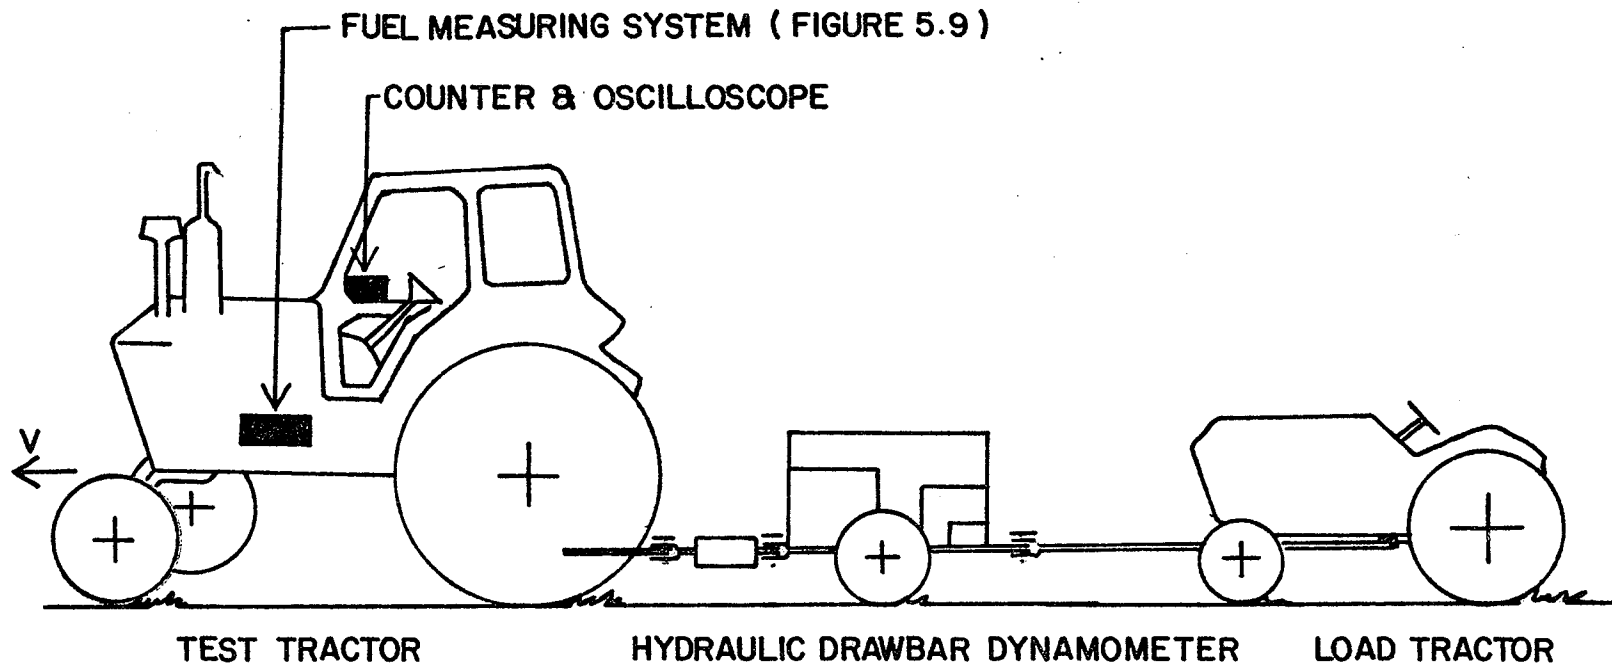 FUEL MEASURING SYSTEM ( FIGURE 5.9 )
COUNTER & OSCILLOSCOPE
V
TEST TRACTOR
HYDRAULIC DRAWBAR DYNAMOMETER
LOAD TRACTOR